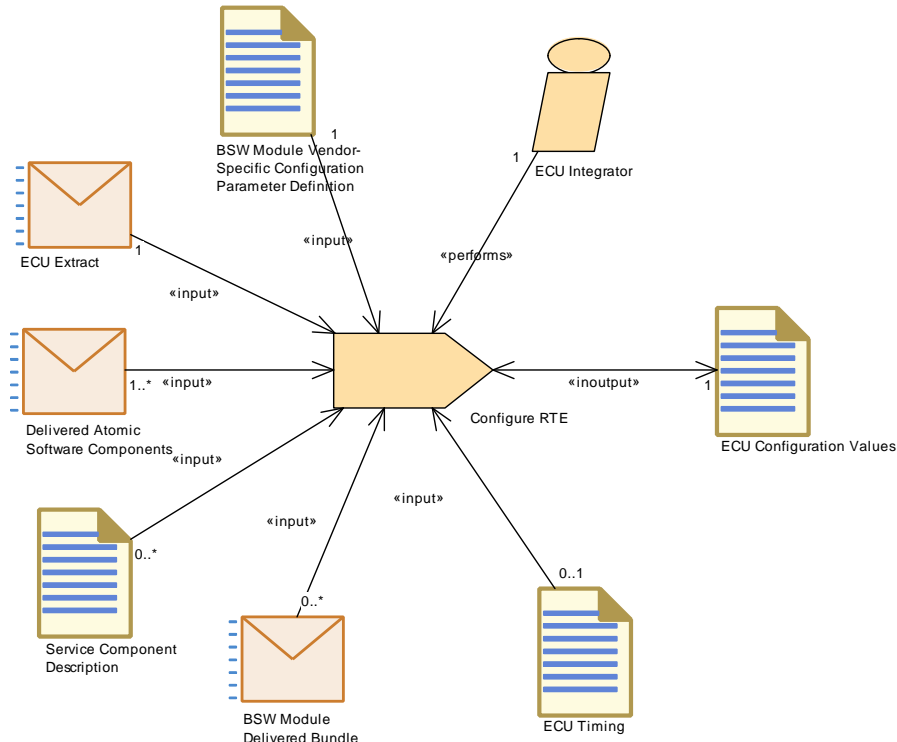 1
BSW Module Vendor-
Specific Configuration
Parameter Definition
1
ECU Integrator
ECU Extract
1
«input»
«performs»
«input»
1..*
«input»
«inoutput»
1
Delivered Atomic
Software Components
Configure RTE
ECU Configuration Values
«input»
«input»
«input»
0..*
0..1
0..*
Service Component
Description
BSW Module
Delivered Bundle
ECU Timing